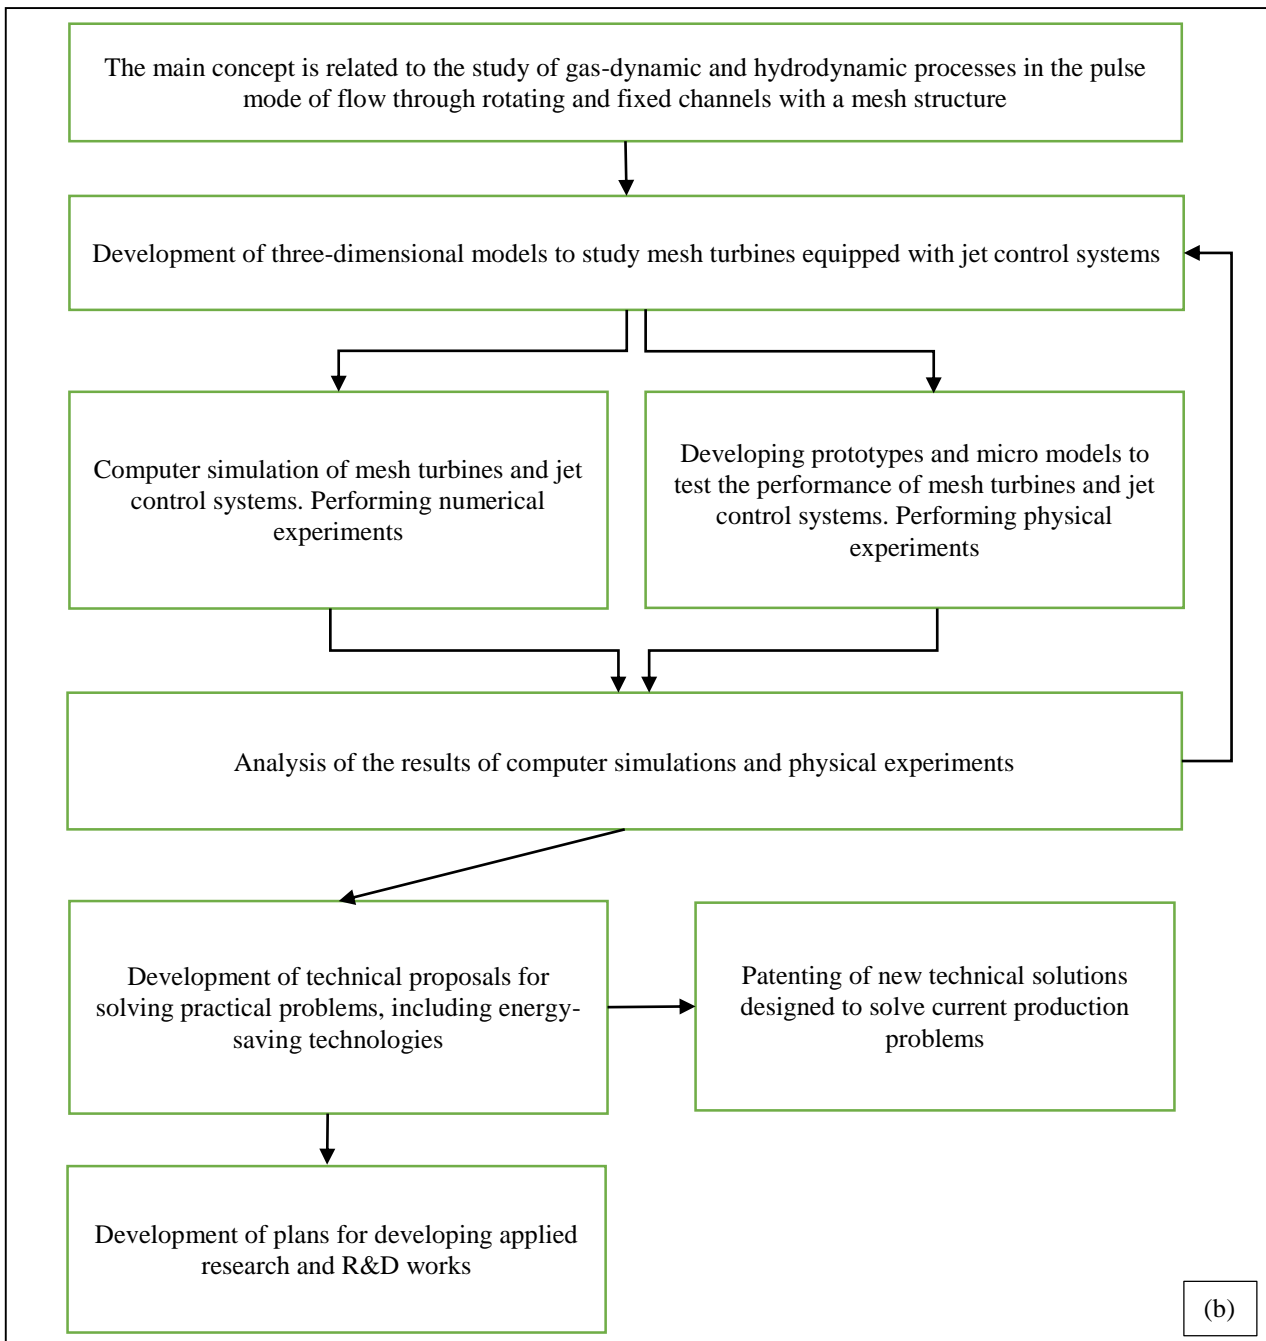 The main concept is related to the study of gas-dynamic and hydrodynamic processes in the pulse
mode of flow through rotating and fixed channels with a mesh structure
Development of three-dimensional models to study mesh turbines equipped with jet control systems
Computer simulation of mesh turbines and jet
control systems. Performing numerical
experiments
Developing prototypes and micro models to
test the performance of mesh turbines and jet
control systems. Performing physical
experiments
Analysis of the results of computer simulations and physical experiments
Development of technical proposals for
solving practical problems, including energy-
saving technologies
Patenting of new technical solutions
designed to solve current production
problems
Development of plans for developing applied
research and R&D works
(b)